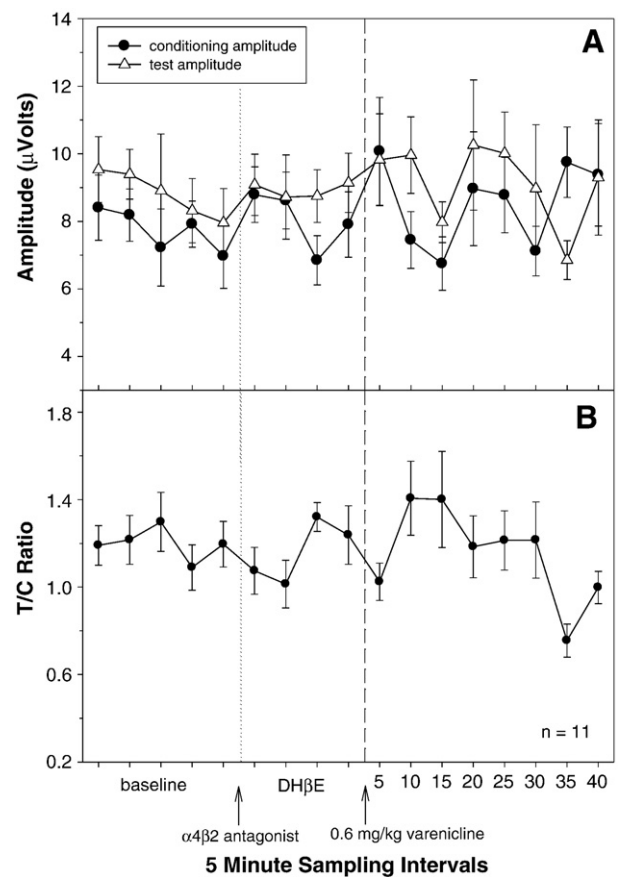 14
12
10
8
6
4
Amplitude (μVolts)
conditioning amplitude
test amplitude
A
1.8
1.4
1.0
0.6
0.2
T/C Ratio
B
n = 11
baseline
DHβE
5 10 15 20 25 30 35 40
α4β2 antagonist
0.6 mg/kg varenicline
5 Minute Sampling Intervals